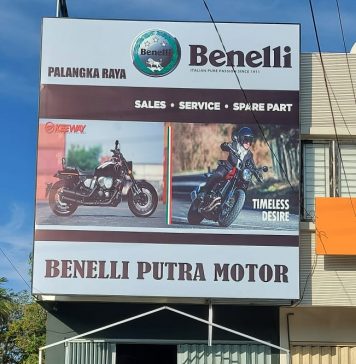 Benelli
Benelli
ITALIAN PURE PASSION SINCE 1911
PALANGKA RAYA
SALES • SERVICE • SPARE PART
KEEWAY
TIMELESS
DESIRE
BENELLI PUTRA MOTOR